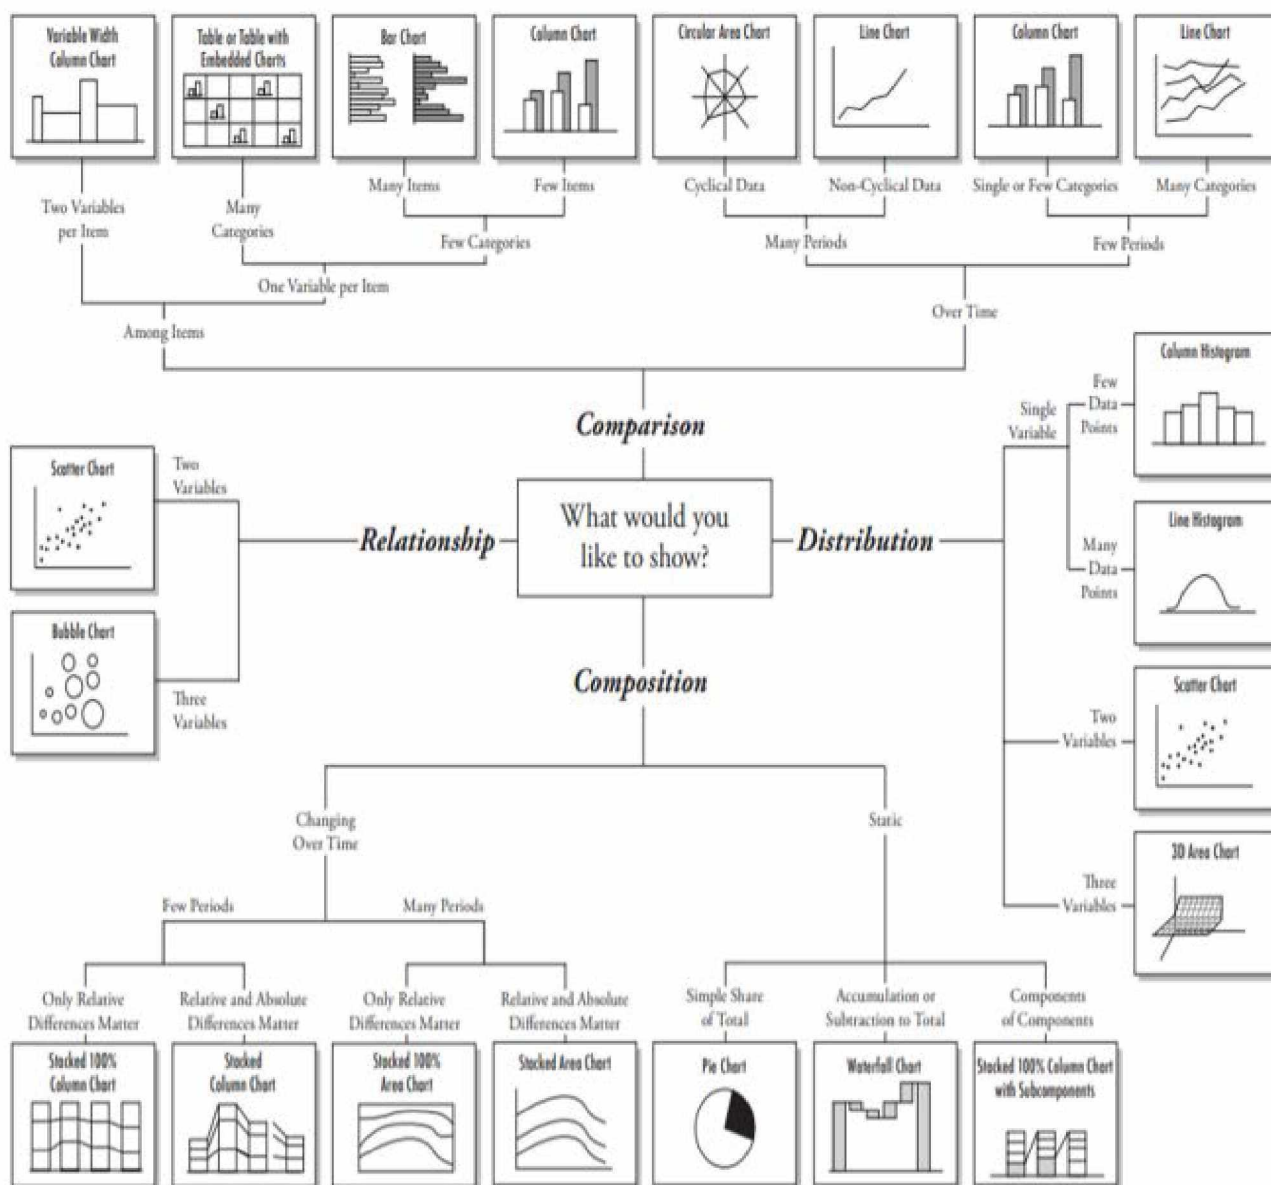 Variable Width
Column Chart
Table or Table with
Embedded Charts
Bar Chart
Column Chart
Circular Area Chart
Line Chart
Column Chart
Line Chart
Two Variables
per Item
Many
Categories
Many Items
Few Items
Cyclical Data
Non-Cyclical Data
Single or Few Categories
Many Categories
Few Categories
Many Periods
Few Periods
One Variable per Item
Over Time
Among Items
Comparison
Single
Variable
Few
Data
Points
Column Histogram
Scatter Chart
Two
Variables
Relationship
What would you
like to show?
Distribution
Many
Data
Points
Line Histogram
Bubble Chart
Three
Variables
Composition
Two
Variables
Scatter Chart
Three
Variables
3D Area Chart
Changing
Over Time
Static
Few Periods
Many Periods
Only Relative
Differences Matter
Relative and Absolute
Differences Matter
Only Relative
Differences Matter
Relative and Absolute
Differences Matter
Simple Share
of Total
Accumulation or
Subtraction to Total
Components
of Components
Stacked 100%
Column Chart
Stacked
Column Chart
Stacked 100%
Area Chart
Stacked Area Chart
Pie Chart
Waterfall Chart
Stacked 100% Column Chart
with Subcomponents